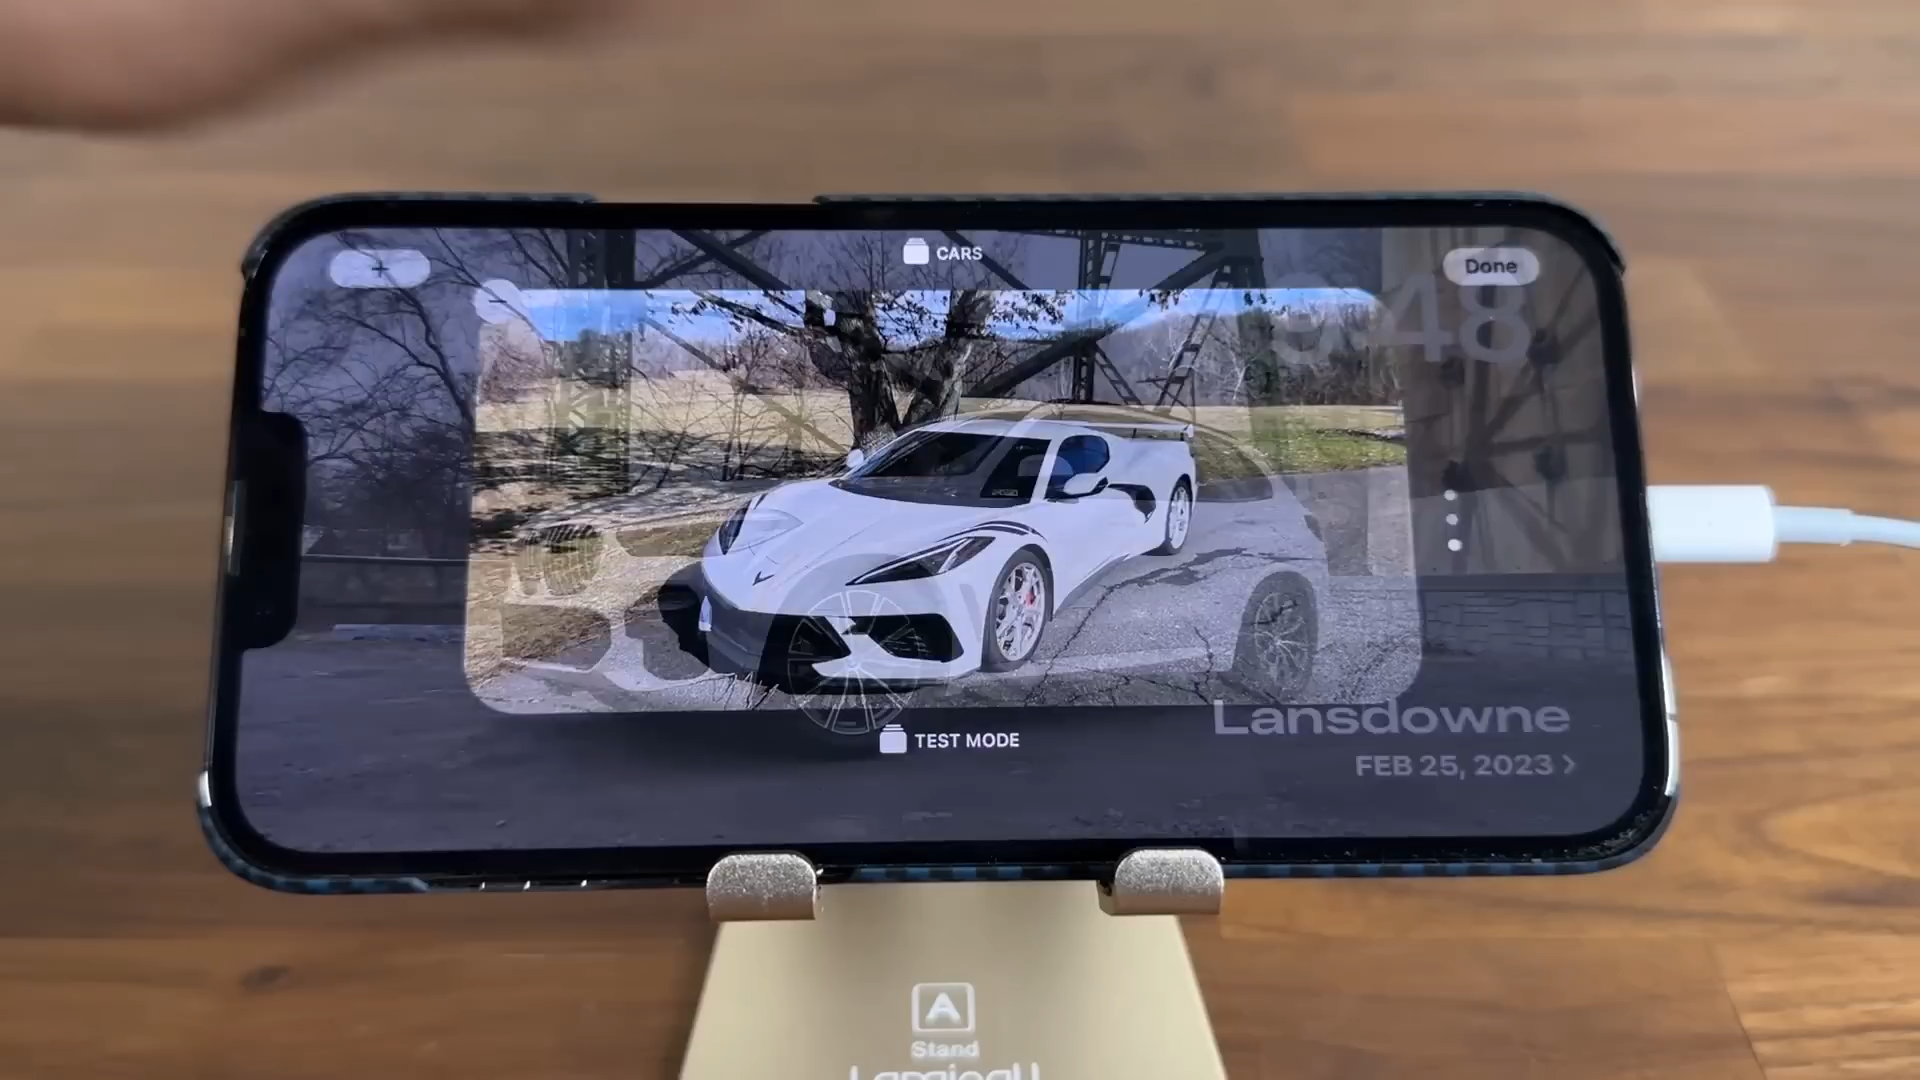 CARS
+
Done
9:48
TEST MODE
Lansdowne
FEB 25, 2023 >
A
Stand